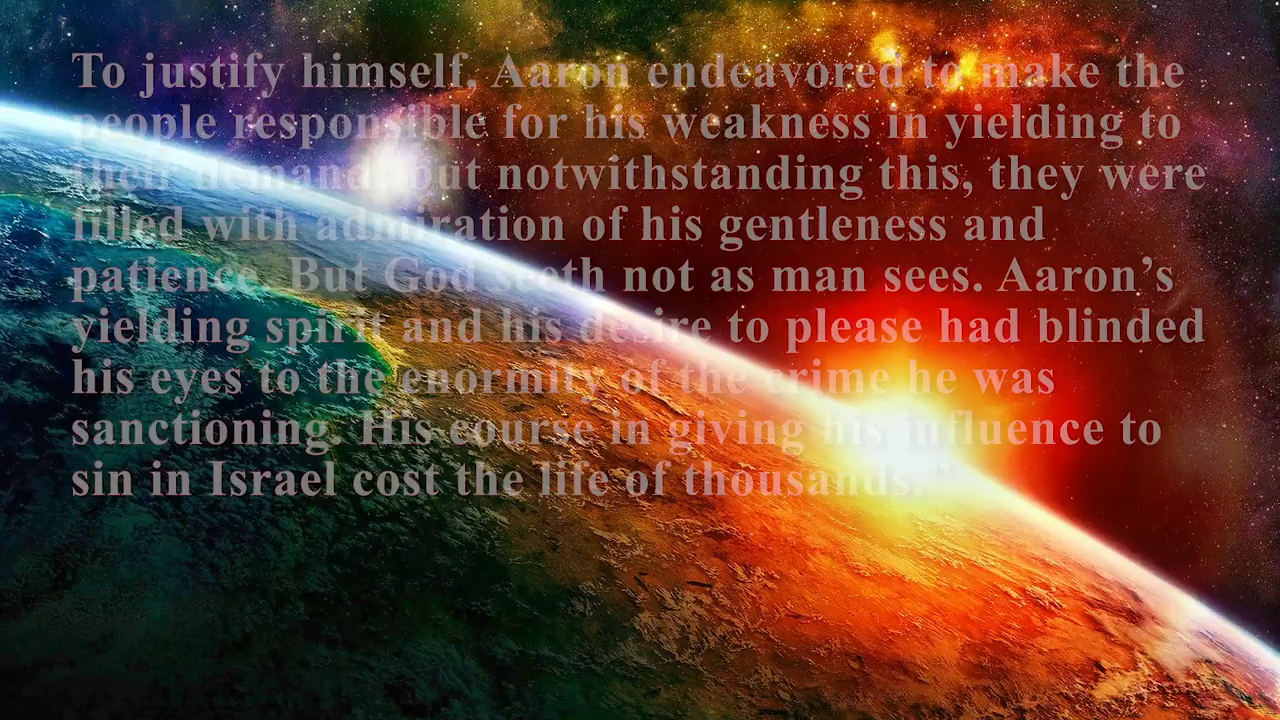 To justify himself, Aaron endeavored to make the
people responsible for his weakness in yielding to
their demand; but notwithstanding this, they were
filled with admiration of his gentleness and
patience. But God seeth not as man sees. Aaron’s
yielding spirit and his desire to please had blinded
his eyes to the enormity of the crime he was
sanctioning. His course in giving his influence to
sin in Israel cost the life of thousands.”